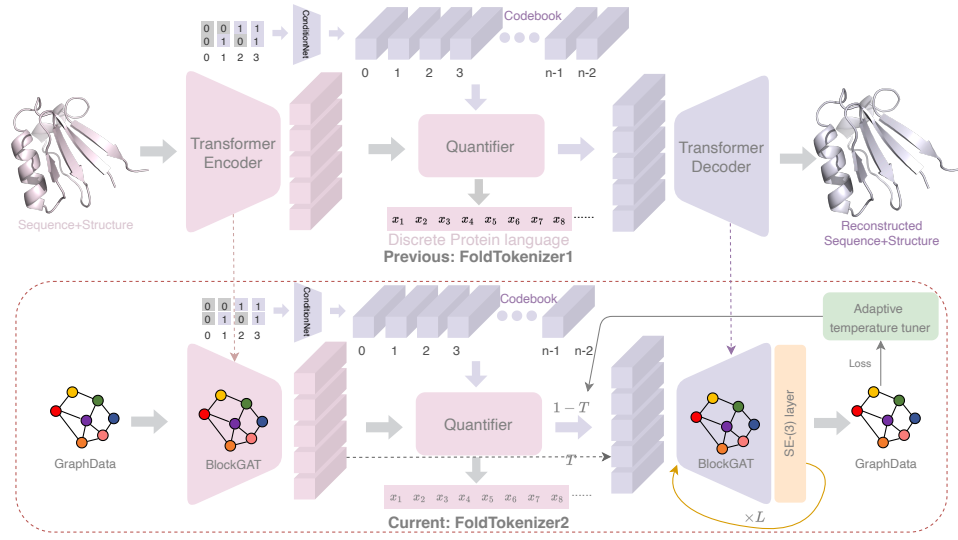 0 0 1 1
0 1 0 1
0 1 2 3
ConditionNet
Codebook
0 1 2 3 n-1 n-2
Transformer
Encoder
Quantifier
Transformer
Decoder
Sequence+Structure
x1 x2 x3 x4 x5 x6 x7 x8 ······
Discrete Protein language
Previous: FoldTokenizer1
Reconstructed
Sequence+Structure
0 0 1 1
0 1 0 1
0 1 2 3
ConditionNet
Codebook
0 1 2 3 n-1 n-2
Adaptive
temperature tuner
Loss
1 − T
Quantifier
T
GraphData
BlockGAT
BlockGAT
SE-(3) layer
GraphData
x1 x2 x3 x4 x5 x6 x7 x8 ······
×L
Current: FoldTokenizer2